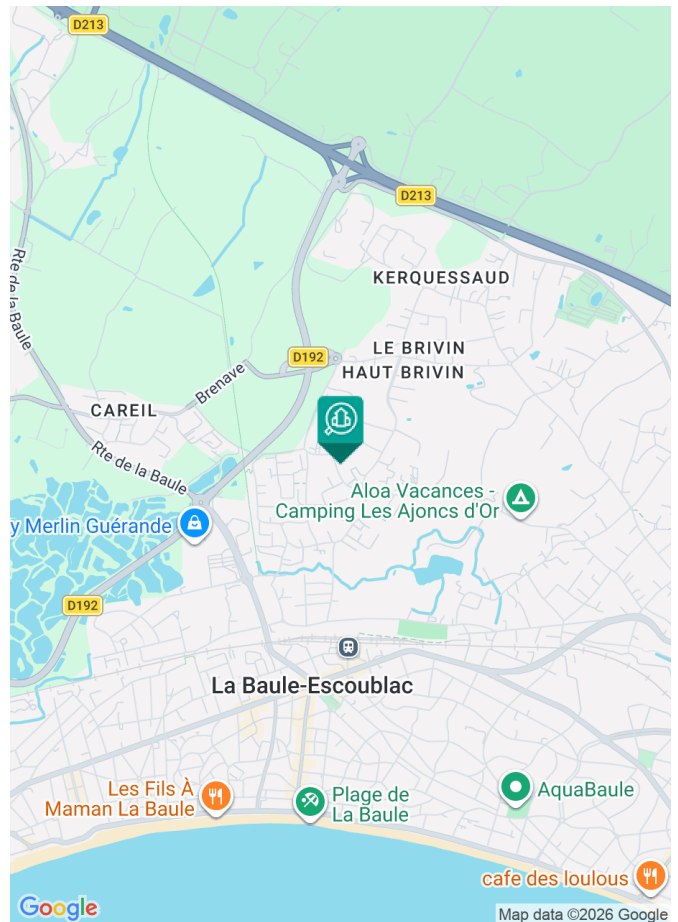 D213
D213
KERQUESSAUD
Rte de la Baule
LE BRIVIN
D192
HAUT BRIVIN
Brenave
CAREIL
Rte de la Baule
Aloa Vacances -
Camping Les Ajoncs d'Or
y Merlin Guérande
D192
La Baule-Escoublac
Les Fils À
Maman La Baule
Plage de
La Baule
AquaBaule
cafe des loulous
Google
Map data ©2026 Google